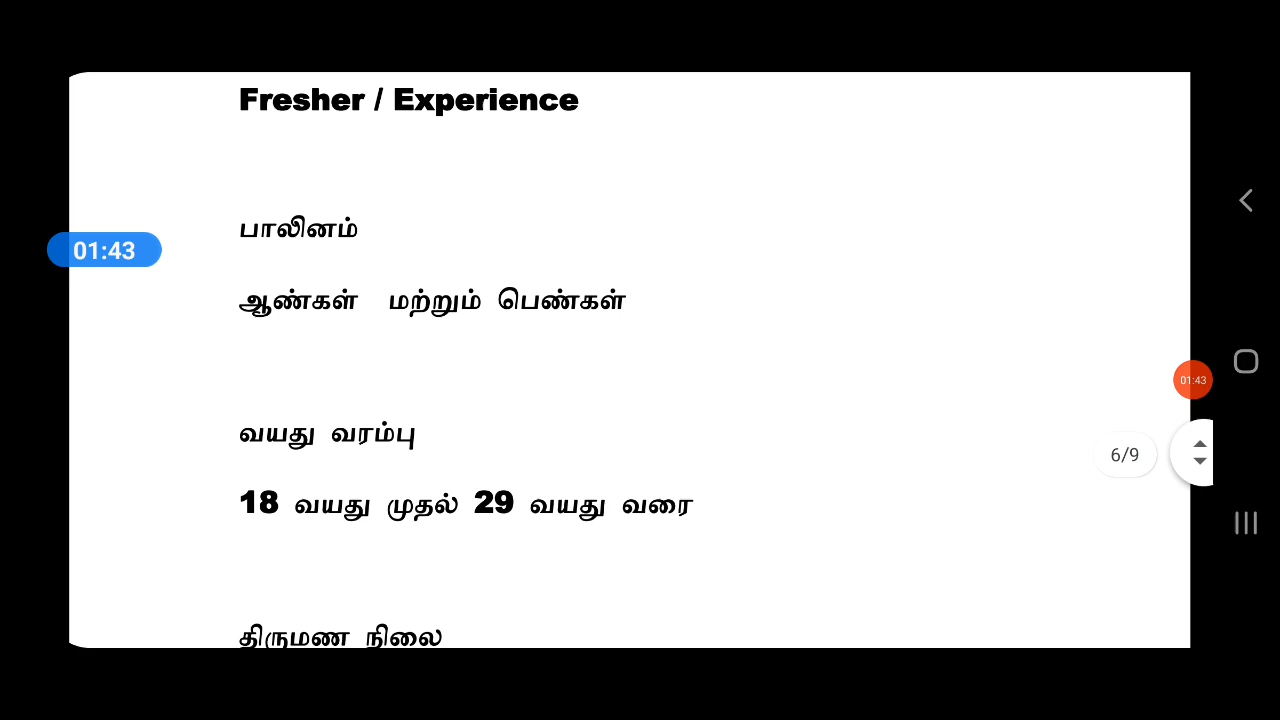 Fresher / Experience
பாலினம்
01:43
ஆண்கள் மற்றும் பெண்கள்
01:43
வயது வரம்பு
6/9
18 வயது முதல் 29 வயது வரை
திருமண நிலை